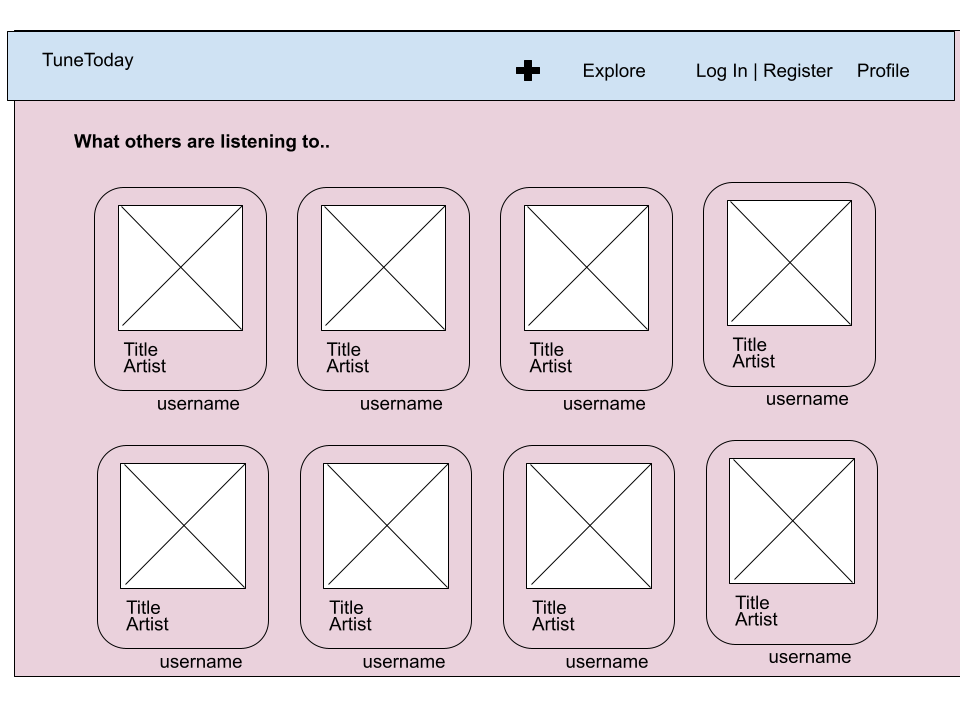 TuneToday
Explore
Log In | Register
Profile
What others are listening to..
Title
Artist
username
Title
Artist
username
Title
Artist
username
Title
Artist
username
Title
Artist
username
Title
Artist
username
Title
Artist
username
Title
Artist
username